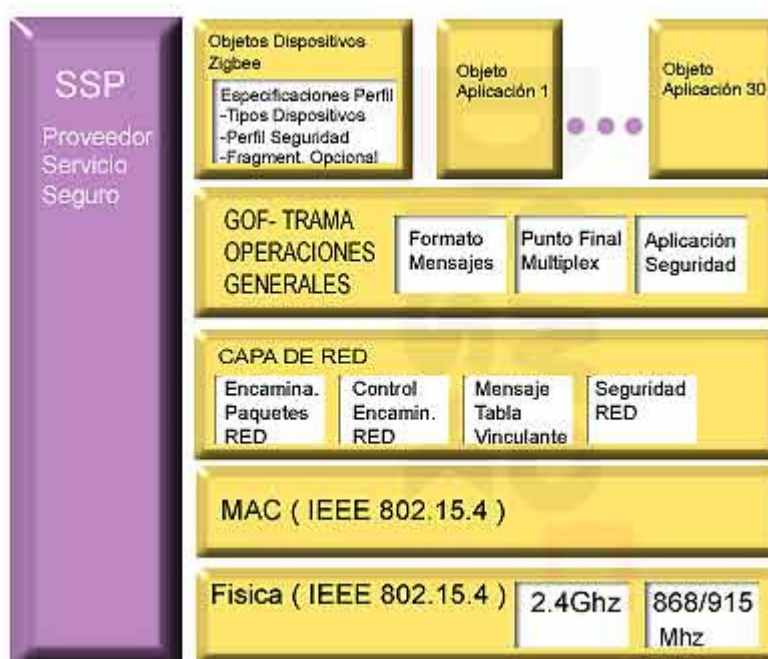 SSP
Proveedor
Servicio
Seguro
Objetos Dispositivos
Zigbee
Especificaciones Perfil
-Tipos Dispositivos
-Perfil Seguridad
-Fragment. Opcional
Objeto
Aplicación 1
Objeto
Aplicación 30
GOF- TRAMA
OPERACIONES
GENERALES
Formato
Mensajes
Punto Final
Multiplex
Aplicación
Seguridad
CAPA DE RED
Encamina.
Paquetes
RED
Control
Encamin.
RED
Mensaje
Tabla
Vinculante
Seguridad
RED
MAC ( IEEE 802.15.4 )
Fisica ( IEEE 802.15.4 )
2.4Ghz
868/915
Mhz